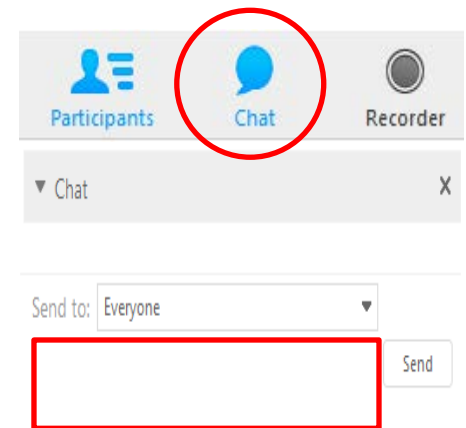 Participants Chat Recorder
▼ Chat X
Send to: Everyone ▼
Send